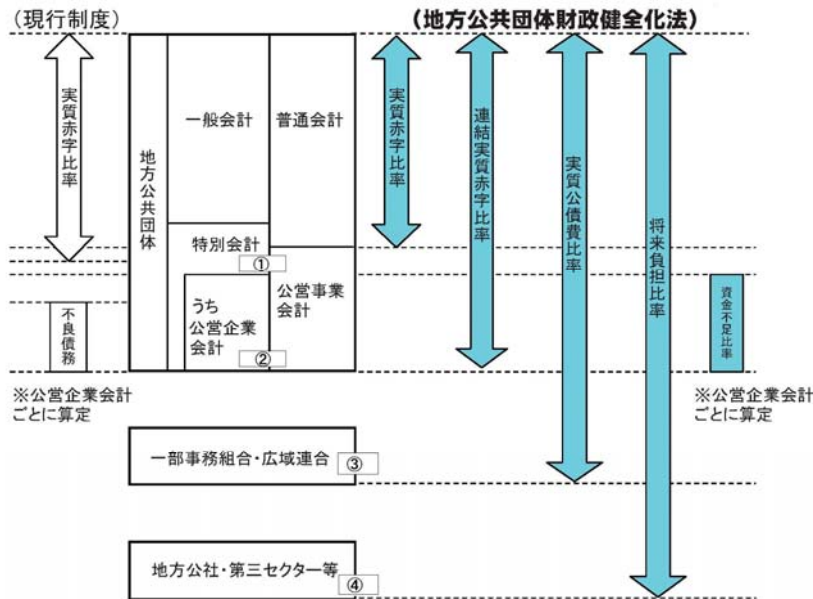 （現行制度）
（地方公共団体財政健全化法）
実質赤字比率
地方公共団体
一般会計
普通会計
実質赤字比率
連結実質赤字比率
実質公債費比率
将来負担比率
特別会計
①
うち
公営企業
会計
②
公営事業
会計
不良債務
資金不足比率
※公営企業会計
ごとに算定
※公営企業会計
ごとに算定
一部事務組合・広域連合
③
地方公社・第三セクター等
④